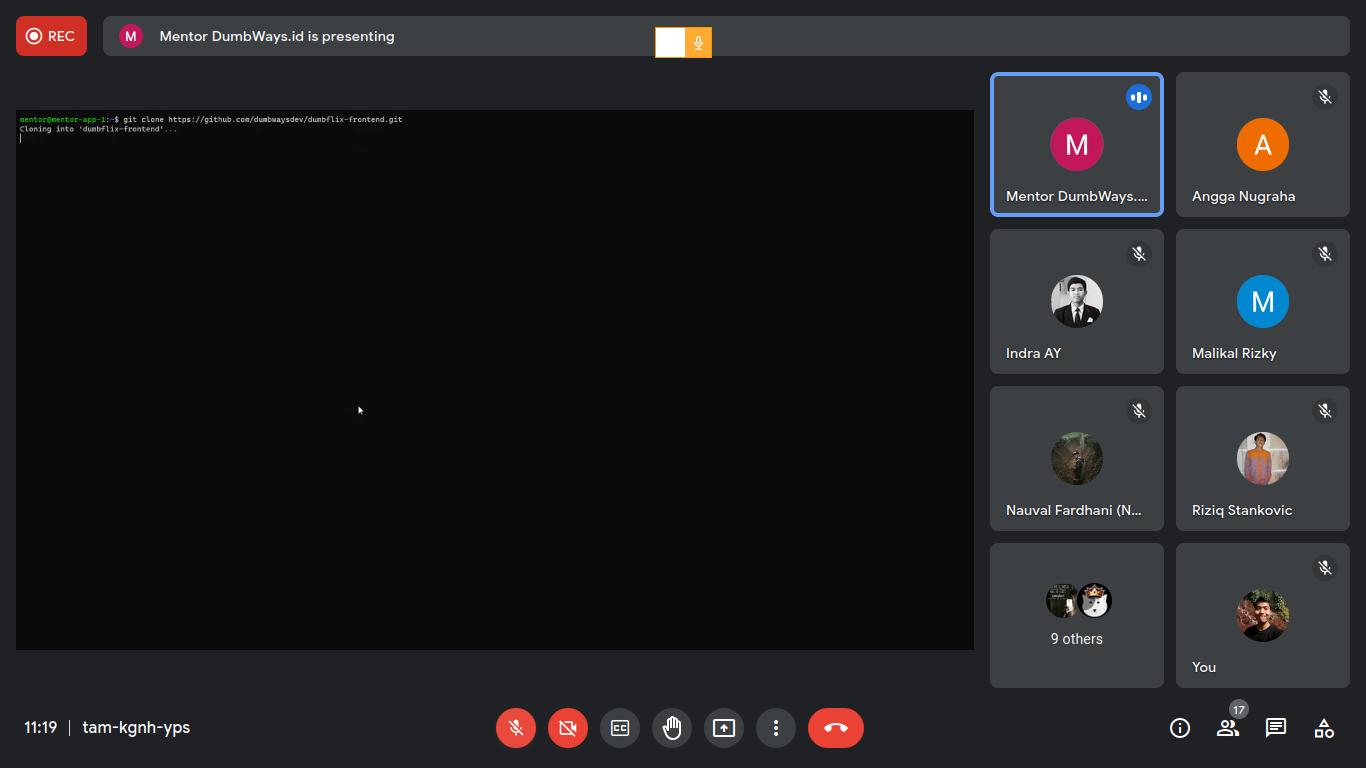 REC
M
Mentor DumbWays.id is presenting
mentor@mentor-app-1:~$ git clone https://github.com/dumbwaysdev/dumbflix-frontend.git
Cloning into 'dumbflix-frontend'...
M
Mentor DumbWays....
A
Angga Nugraha
Indra AY
M
Malikal Rizky
Nauval Fardhani (N...
Riziq Stankovic
9 others
You
11:19 | tam-kgnh-yps
CC
17